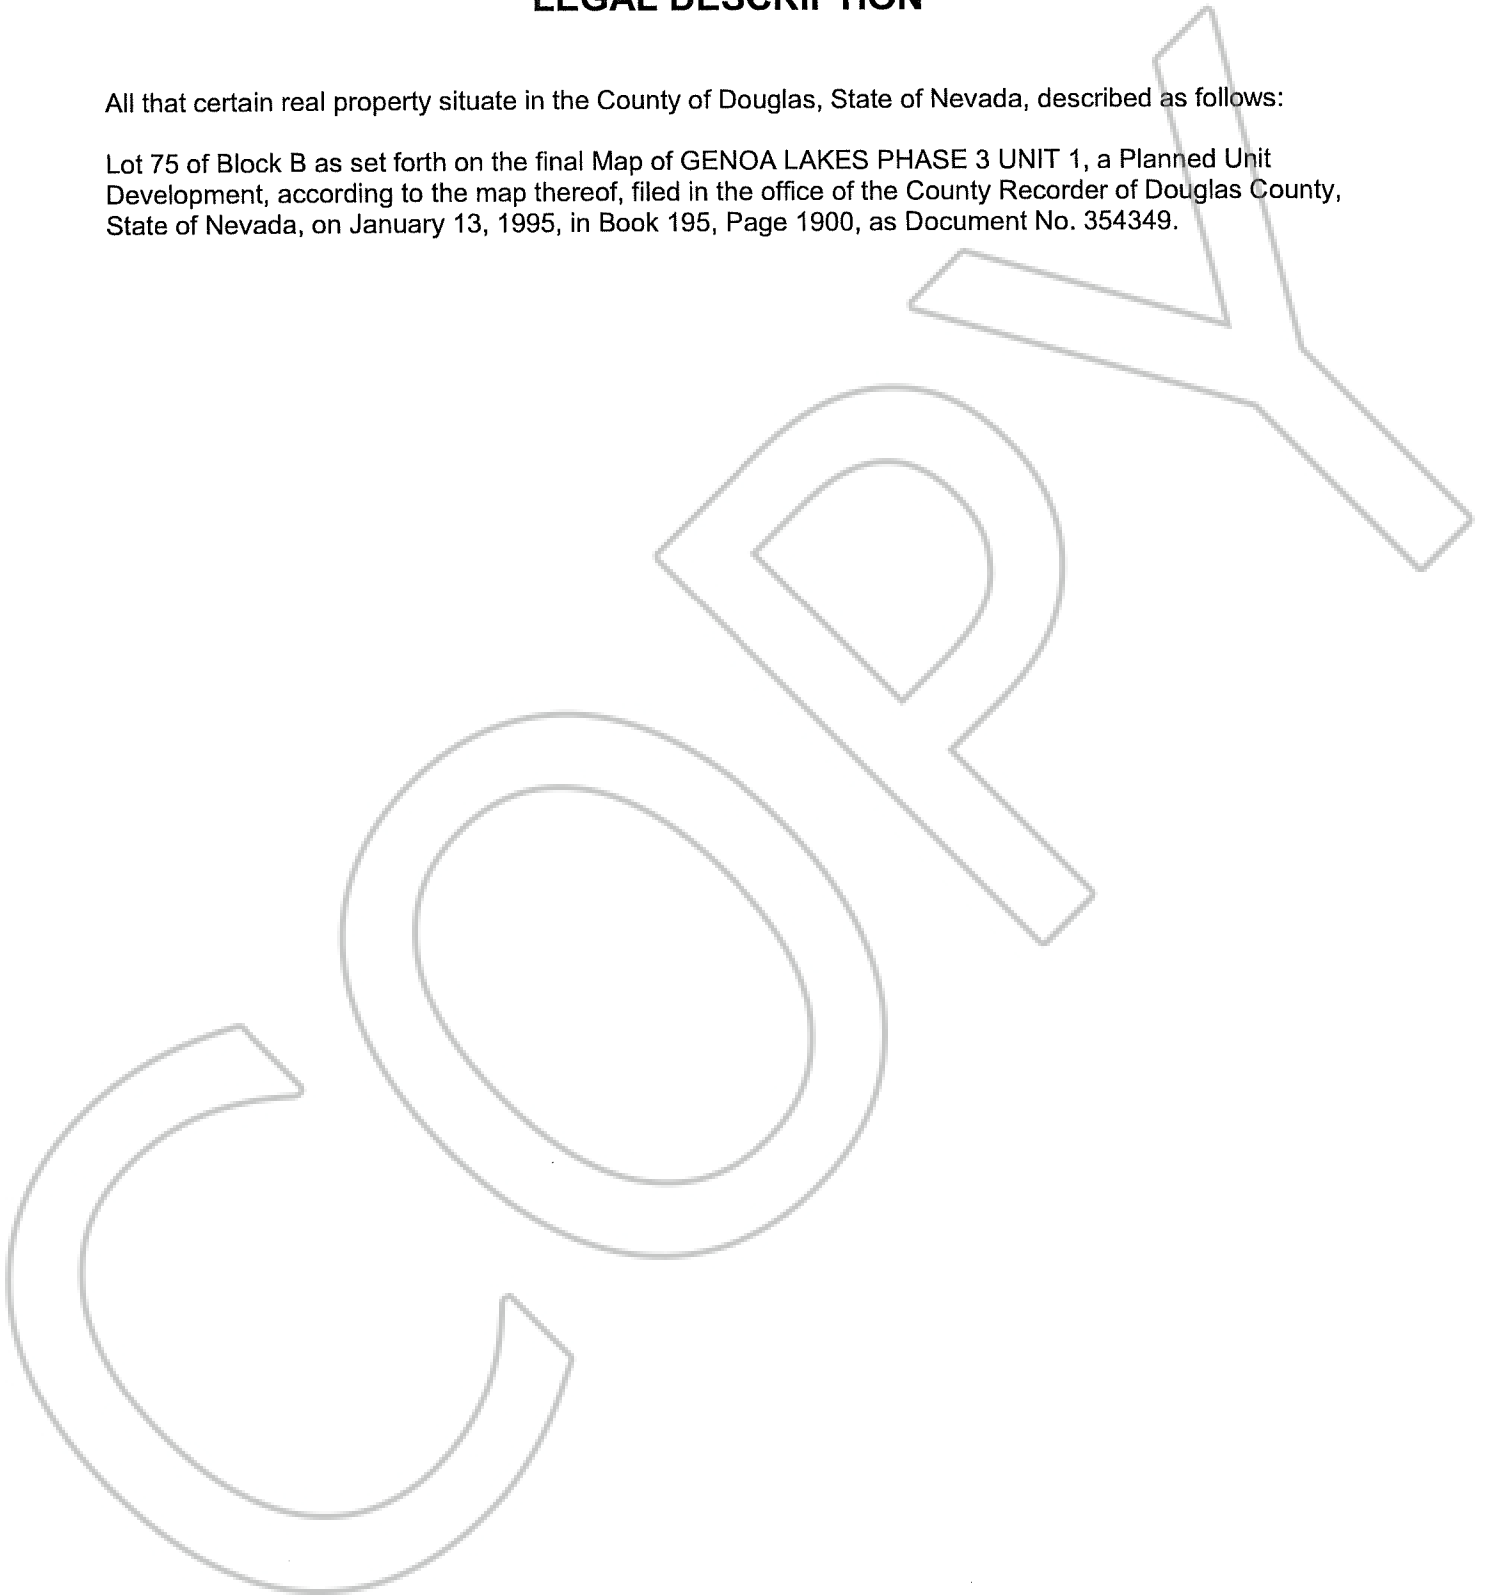 LEGAL DESCRIPTION
All that certain real property situate in the County of Douglas, State of Nevada, described as follows:
Lot 75 of Block B as set forth on the final Map of GENOA LAKES PHASE 3 UNIT 1, a Planned Unit
Development, according to the map thereof, filed in the office of the County Recorder of Douglas County,
State of Nevada, on January 13, 1995, in Book 195, Page 1900, as Document No. 354349.
COPY